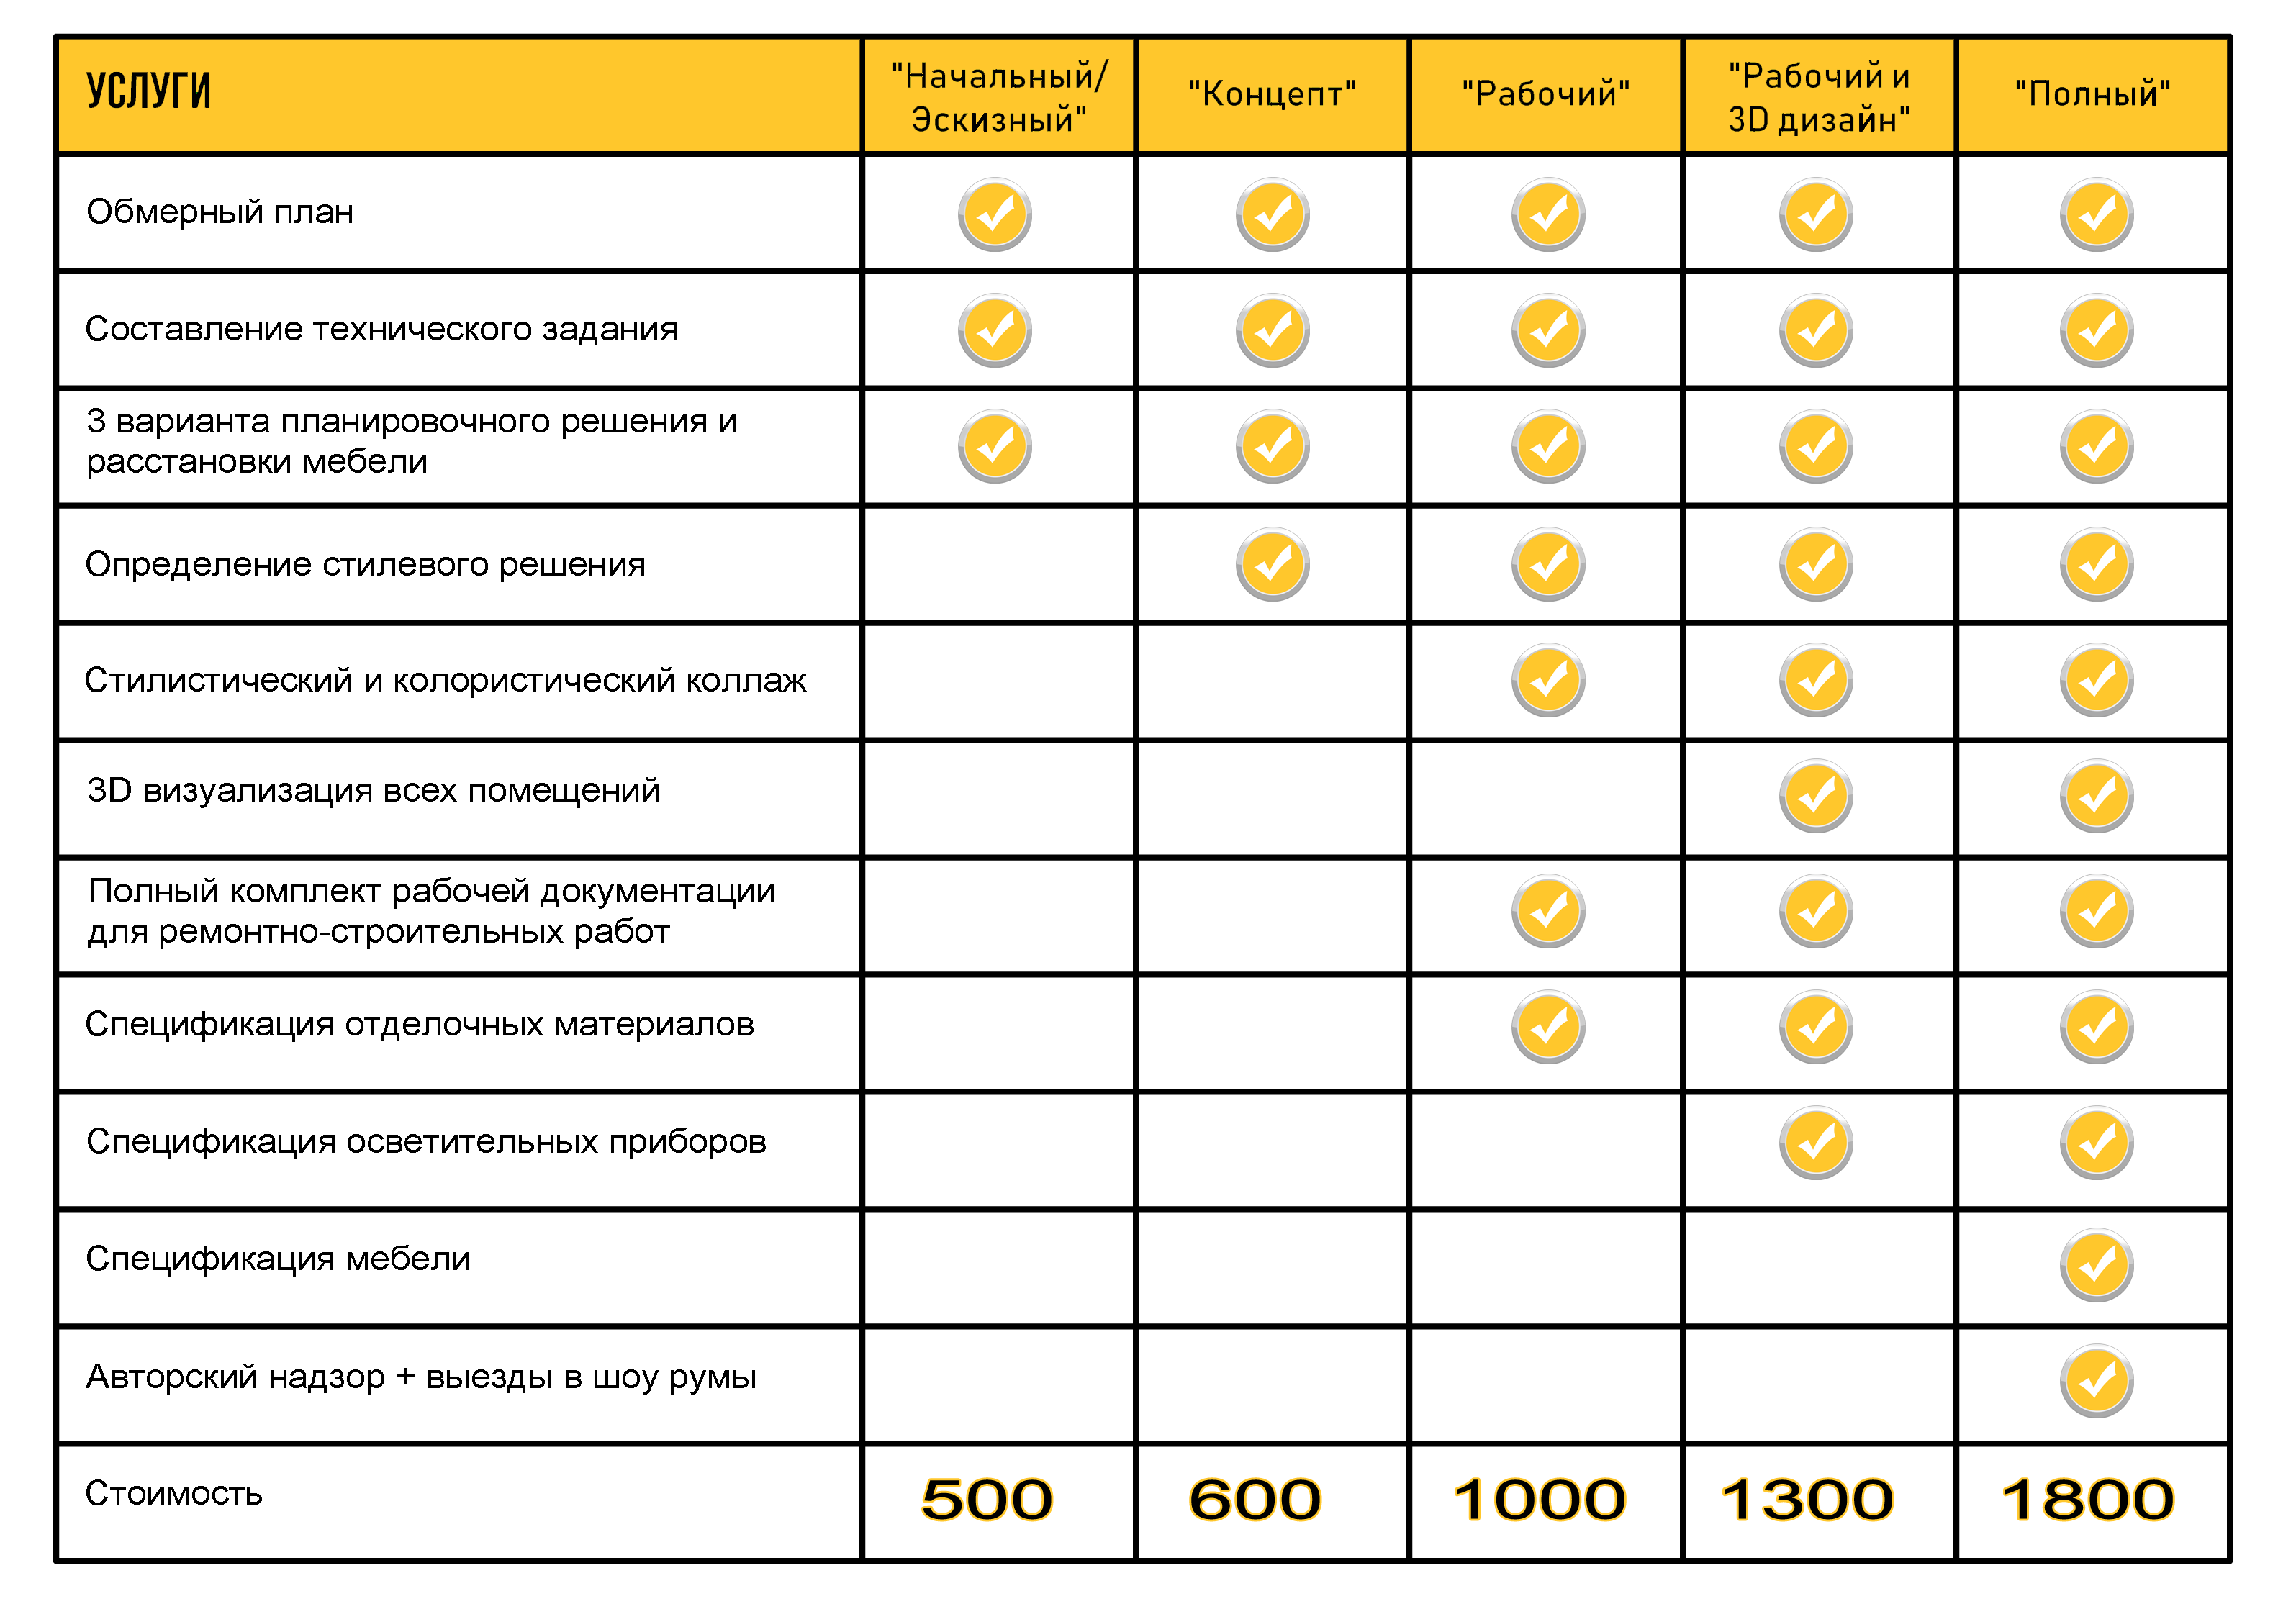 УСЛУГИ
"Начальный/
Эскизный"
"Концепт"
"Рабочий"
"Рабочий и
3D дизайн"
"Полный"
Обмерный план
Составление технического задания
3 варианта планировочного решения и
расстановки мебели
Определение стилевого решения
Стилистический и колористический коллаж
3D визуализация всех помещений
Полный комплект рабочей документации
для ремонтно-строительных работ
Спецификация отделочных материалов
Спецификация осветительных приборов
Спецификация мебели
Авторский надзор + выезды в шоу румы
Стоимость 500 600 1000 1300 1800